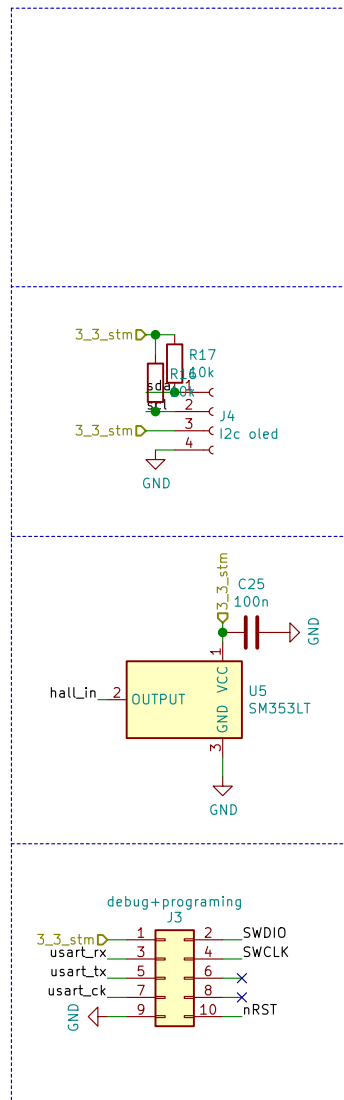 3_3_stm
R17
10k
R16
10k
sda
1
scl
2
J4
3_3_stm
3
I2c oled
4
GND
3_3_stm
C25
100n
GND
1
VCC
hall_in
2
OUTPUT
U5
SM353LT
GND
3
GND
debug+programing
J3
3_3_stm
1
2
SWDIO
usart_rx
3
4
SWCLK
usart_tx
5
6
usart_ck
7
8
GND
9
10
nRST